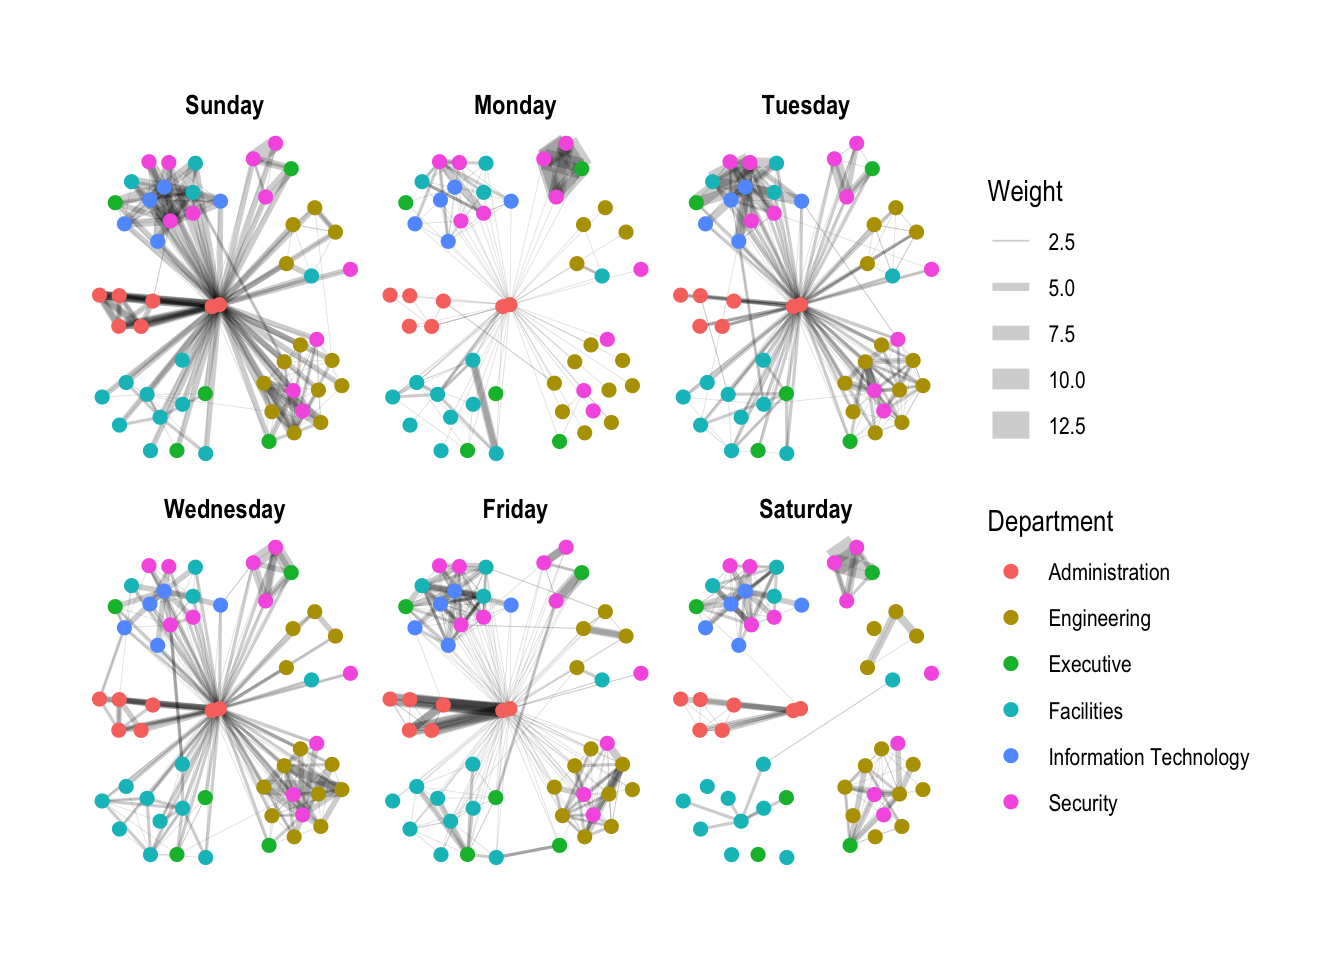 Sunday
Monday
Tuesday
Wednesday
Friday
Saturday
Weight
2.5
5.0
7.5
10.0
12.5
Department
Administration
Engineering
Executive
Facilities
Information Technology
Security